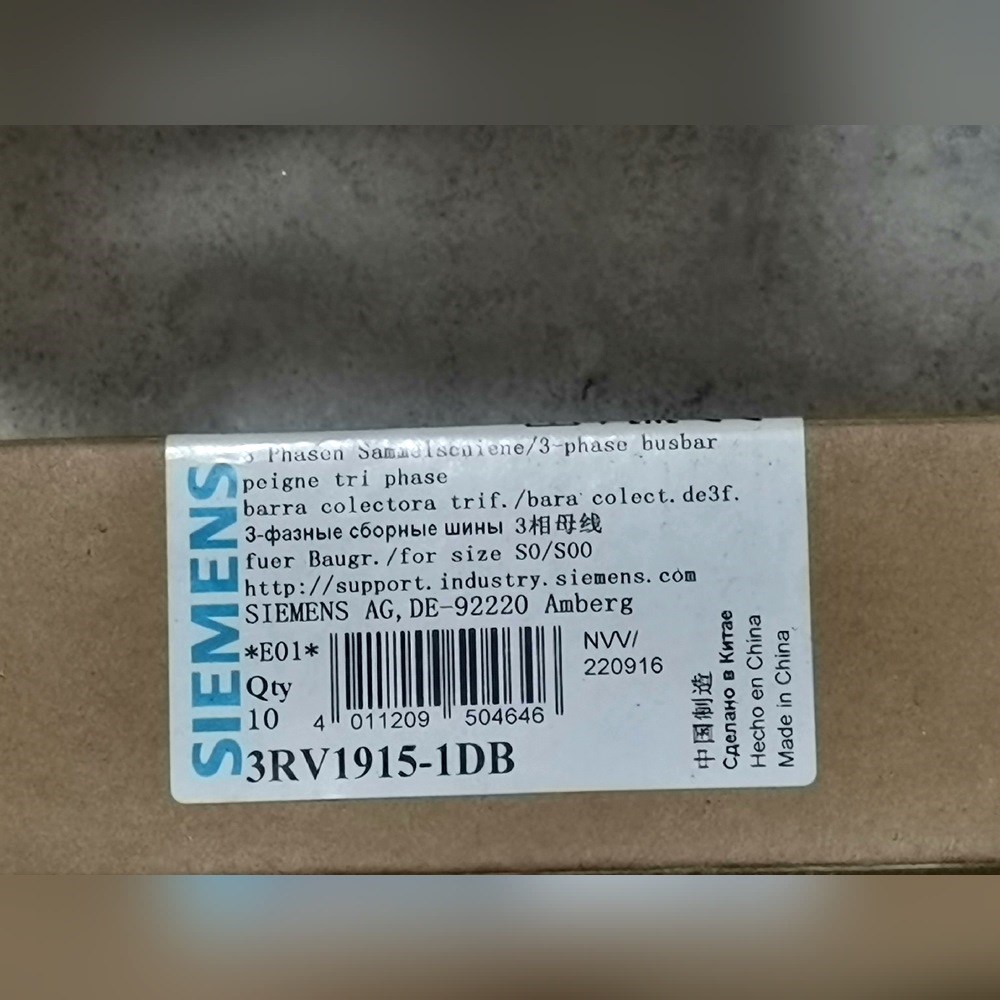 SIEMENS
3 Phasen Sammelschiene/3-phase busbar
peigne tri phase
barra colectora trif./bara colect.de3f.
3-фазные сборные шины 3相母线
fuer Baugr./for size S0/S00
http://support.industry.siemens.com
SIEMENS AG,DE-92220 Amberg
*E01*
Qty
10
4 011209 504646
NVV/
220916
3RV1915-1DB
中国制造
Сделано в Китае
Hecho en China
Made in China